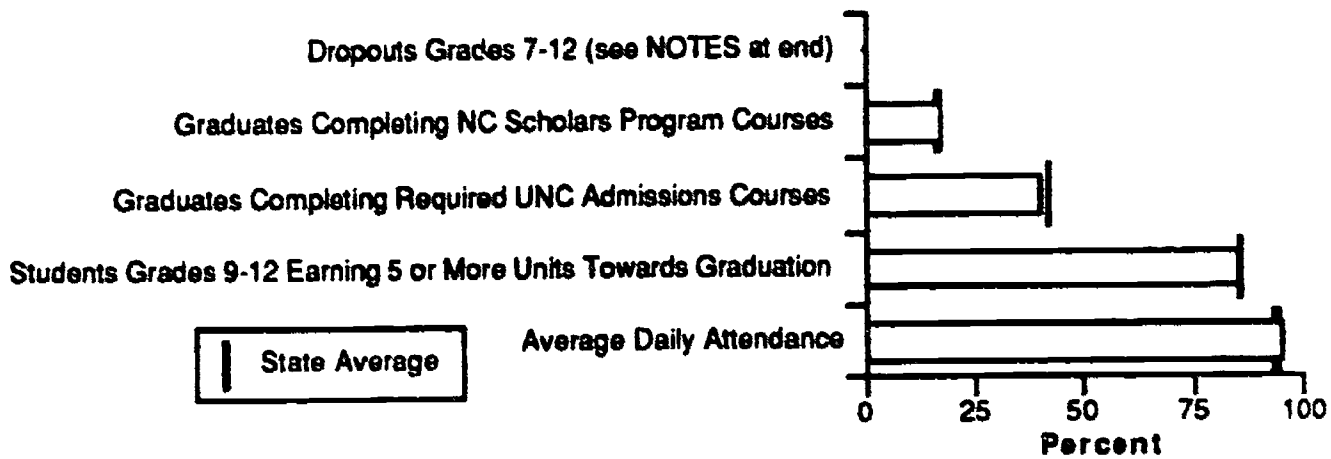 Dropouts Grades 7-12 (see NOTES at end)
Graduates Completing NC Scholars Program Courses
Graduates Completing Required UNC Admissions Courses
Students Grades 9-12 Earning 5 or More Units Towards Graduation
Average Daily Attendance
State Average
0 25 50 75 100
Percent